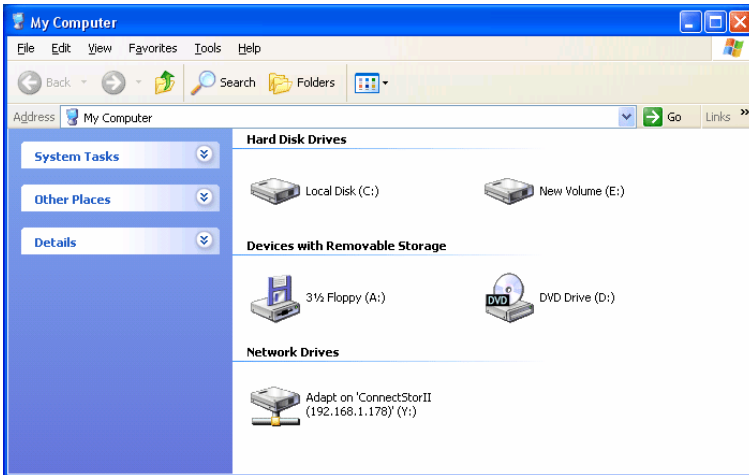 My Computer
File Edit View Favorites Tools Help
Back Search Folders
Address My Computer Go Links »
System Tasks
Other Places
Details
Hard Disk Drives
Local Disk (C:) New Volume (E:)
Devices with Removable Storage
3½ Floppy (A:) DVD DVD Drive (D:)
Network Drives
Adapt on 'ConnectStorII
(192.168.1.178)' (Y:)